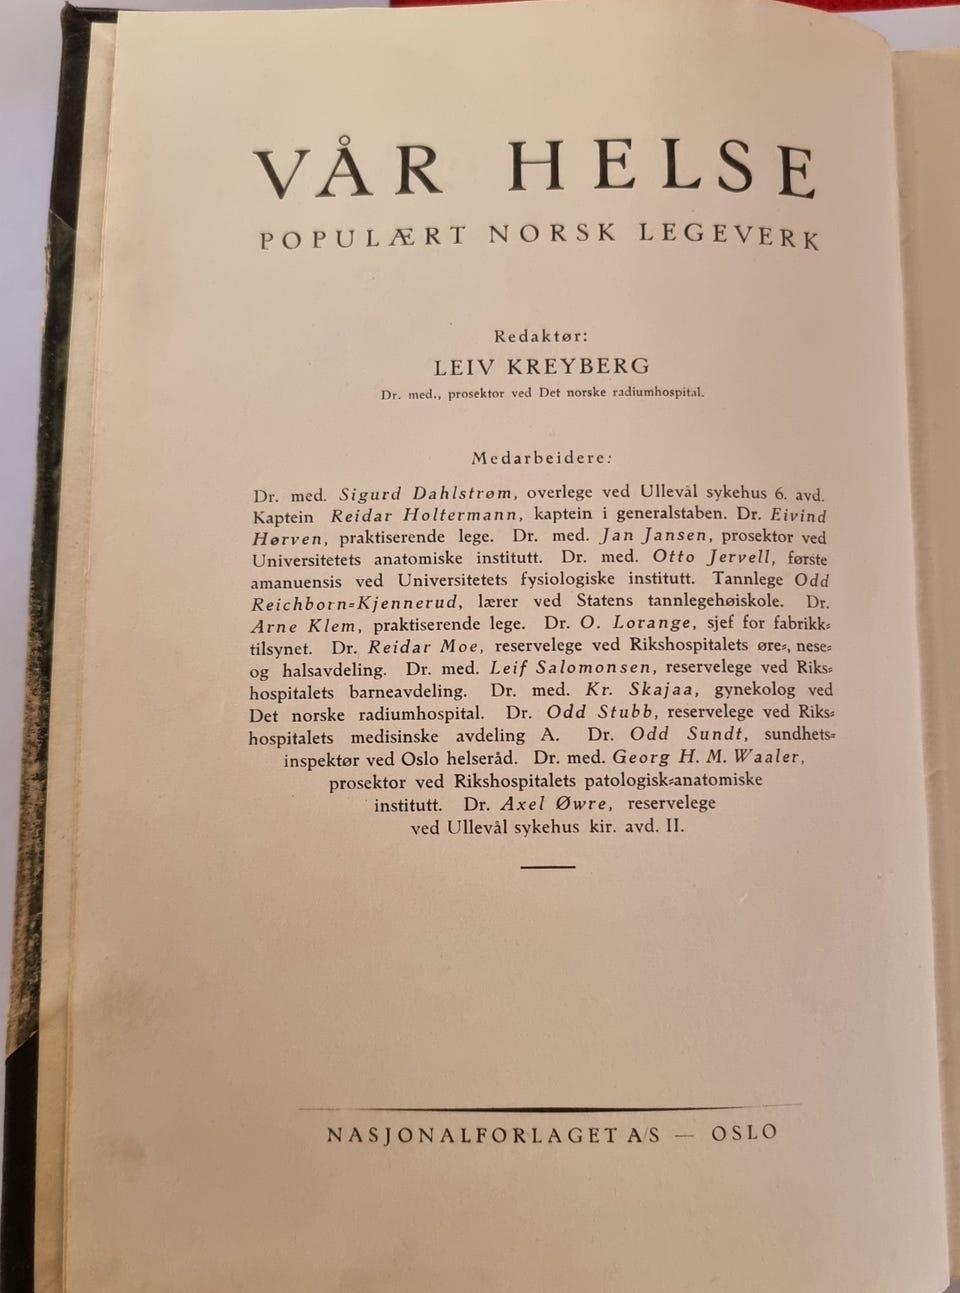 VÅR HELSE
POPULÆRT NORSK LEGEVERK
Redaktør:
LEIV KREYBERG
Dr. med., prosektor ved Det norske radiumhospital.
Medarbeidere:
Dr. med. Sigurd Dahlstrøm, overlege ved Ullevål sykehus 6. avd.
Kaptein Reidar Holtermann, kaptein i generalstaben. Dr. Eivind
Hørven, praktiserende lege. Dr. med. Jan Jansen, prosektor ved
Universitetets anatomiske institutt. Dr. med. Otto Jervell, første
amanuensis ved Universitetets fysiologiske institutt. Tannlege Odd
Reichborn-Kjennerud, lærer ved Statens tannlegehøiskole. Dr.
Arne Klem, praktiserende lege. Dr. O. Lorange, sjef for fabrikk-
tilsynet. Dr. Reidar Moe, reservelege ved Rikshospitalets øre-, nese-
og halsavdeling. Dr. med. Leif Salomonsen, reservelege ved Riks-
hospitalets barneavdeling. Dr. med. Kr. Skajaa, gynekolog ved
Det norske radiumhospital. Dr. Odd Stubb, reservelege ved Riks-
hospitalets medisinske avdeling A. Dr. Odd Sundt, sundhets-
inspektør ved Oslo helseråd. Dr. med. Georg H. M. Waaler,
prosektor ved Rikshospitalets patologisk-anatomiske
institutt. Dr. Axel Øwre, reservelege
ved Ullevål sykehus kir. avd. II.
NASJONALFORLAGET A/S — OSLO